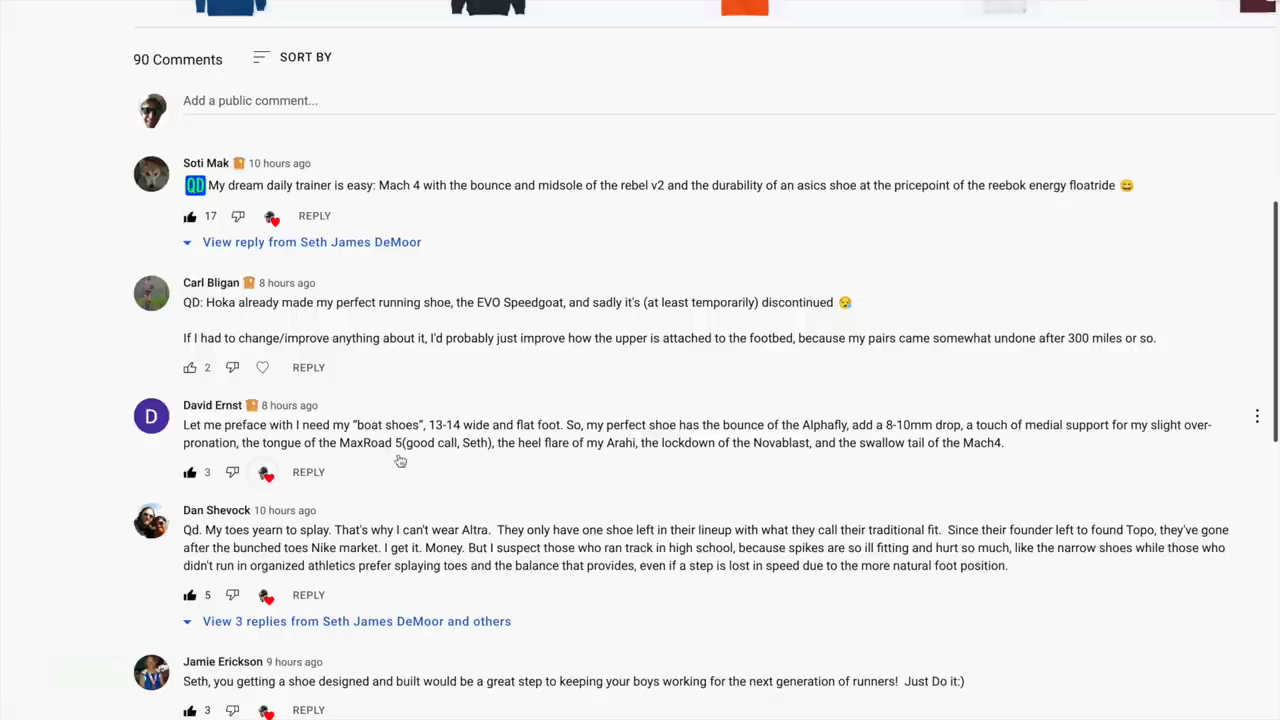 90 Comments SORT BY
Add a public comment...
Soti Mak 10 hours ago
QD My dream daily trainer is easy: Mach 4 with the bounce and midsole of the rebel v2 and the durability of an asics shoe at the pricepoint of the reebok energy floatride 😄
17 REPLY
View reply from Seth James DeMoor
Carl Bligan 8 hours ago
QD: Hoka already made my perfect running shoe, the EVO Speedgoat, and sadly it's (at least temporarily) discontinued 😪
If I had to change/improve anything about it, I'd probably just improve how the upper is attached to the footbed, because my pairs came somewhat undone after 300 miles or so.
2 REPLY
D
David Ernst 8 hours ago
Let me preface with I need my “boat shoes”, 13-14 wide and flat foot. So, my perfect shoe has the bounce of the Alphafly, add a 8-10mm drop, a touch of medial support for my slight over-
pronation, the tongue of the MaxRoad 5(good call, Seth), the heel flare of my Arahi, the lockdown of the Novablast, and the swallow tail of the Mach4.
3 REPLY
Dan Shevock 10 hours ago
Qd. My toes yearn to splay. That's why I can't wear Altra. They only have one shoe left in their lineup with what they call their traditional fit. Since their founder left to found Topo, they've gone
after the bunched toes Nike market. I get it. Money. But I suspect those who ran track in high school, because spikes are so ill fitting and hurt so much, like the narrow shoes while those who
didn't run in organized athletics prefer splaying toes and the balance that provides, even if a step is lost in speed due to the more natural foot position.
5 REPLY
View 3 replies from Seth James DeMoor and others
Jamie Erickson 9 hours ago
Seth, you getting a shoe designed and built would be a great step to keeping your boys working for the next generation of runners! Just Do it:)
3 REPLY